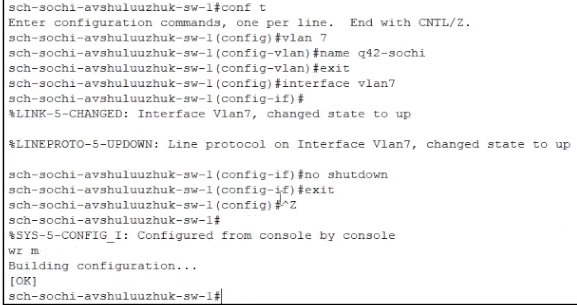 sch-sochi-avshuluuzhuk-sw-1#conf t
Enter configuration commands, one per line.  End with CNTL/Z.
sch-sochi-avshuluuzhuk-sw-1(config)#vlan 7
sch-sochi-avshuluuzhuk-sw-1(config-vlan)#name q42-sochi
sch-sochi-avshuluuzhuk-sw-1(config-vlan)#exit
sch-sochi-avshuluuzhuk-sw-1(config)#interface vlan7
sch-sochi-avshuluuzhuk-sw-1(config-if)#
%LINK-5-CHANGED: Interface Vlan7, changed state to up
%LINEPROTO-5-UPDOWN: Line protocol on Interface Vlan7, changed state to up
sch-sochi-avshuluuzhuk-sw-1(config-if)#no shutdown
sch-sochi-avshuluuzhuk-sw-1(config-if)#exit
sch-sochi-avshuluuzhuk-sw-1(config)#^Z
sch-sochi-avshuluuzhuk-sw-1#
%SYS-5-CONFIG_I: Configured from console by console
wr m
Building configuration...
[OK]
sch-sochi-avshuluuzhuk-sw-1#